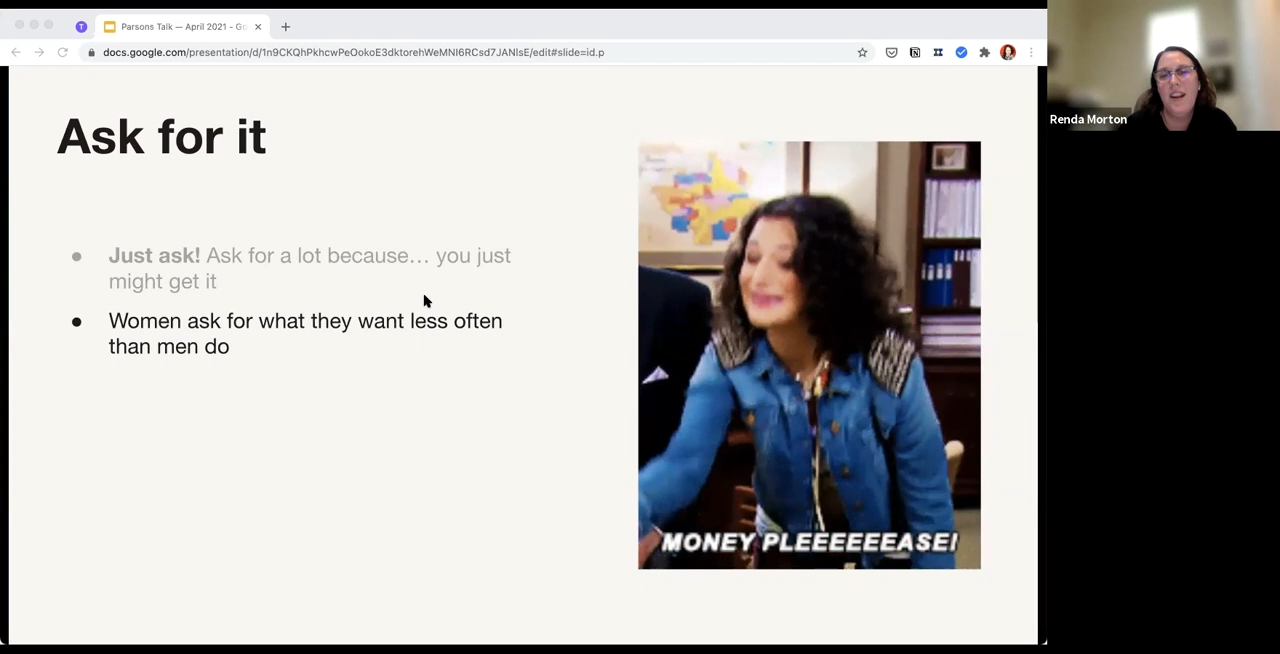 T
Parsons Talk — April 2021 - Go
docs.google.com/presentation/d/1n9CKQhPkhcwPeOokoE3dktorehWeMNI6RCsd7JANIsE/edit#slide=id.p
Renda Morton
Ask for it
● Just ask! Ask for a lot because… you just
might get it
● Women ask for what they want less often
than men do
MONEY PLEEEEEEASE!